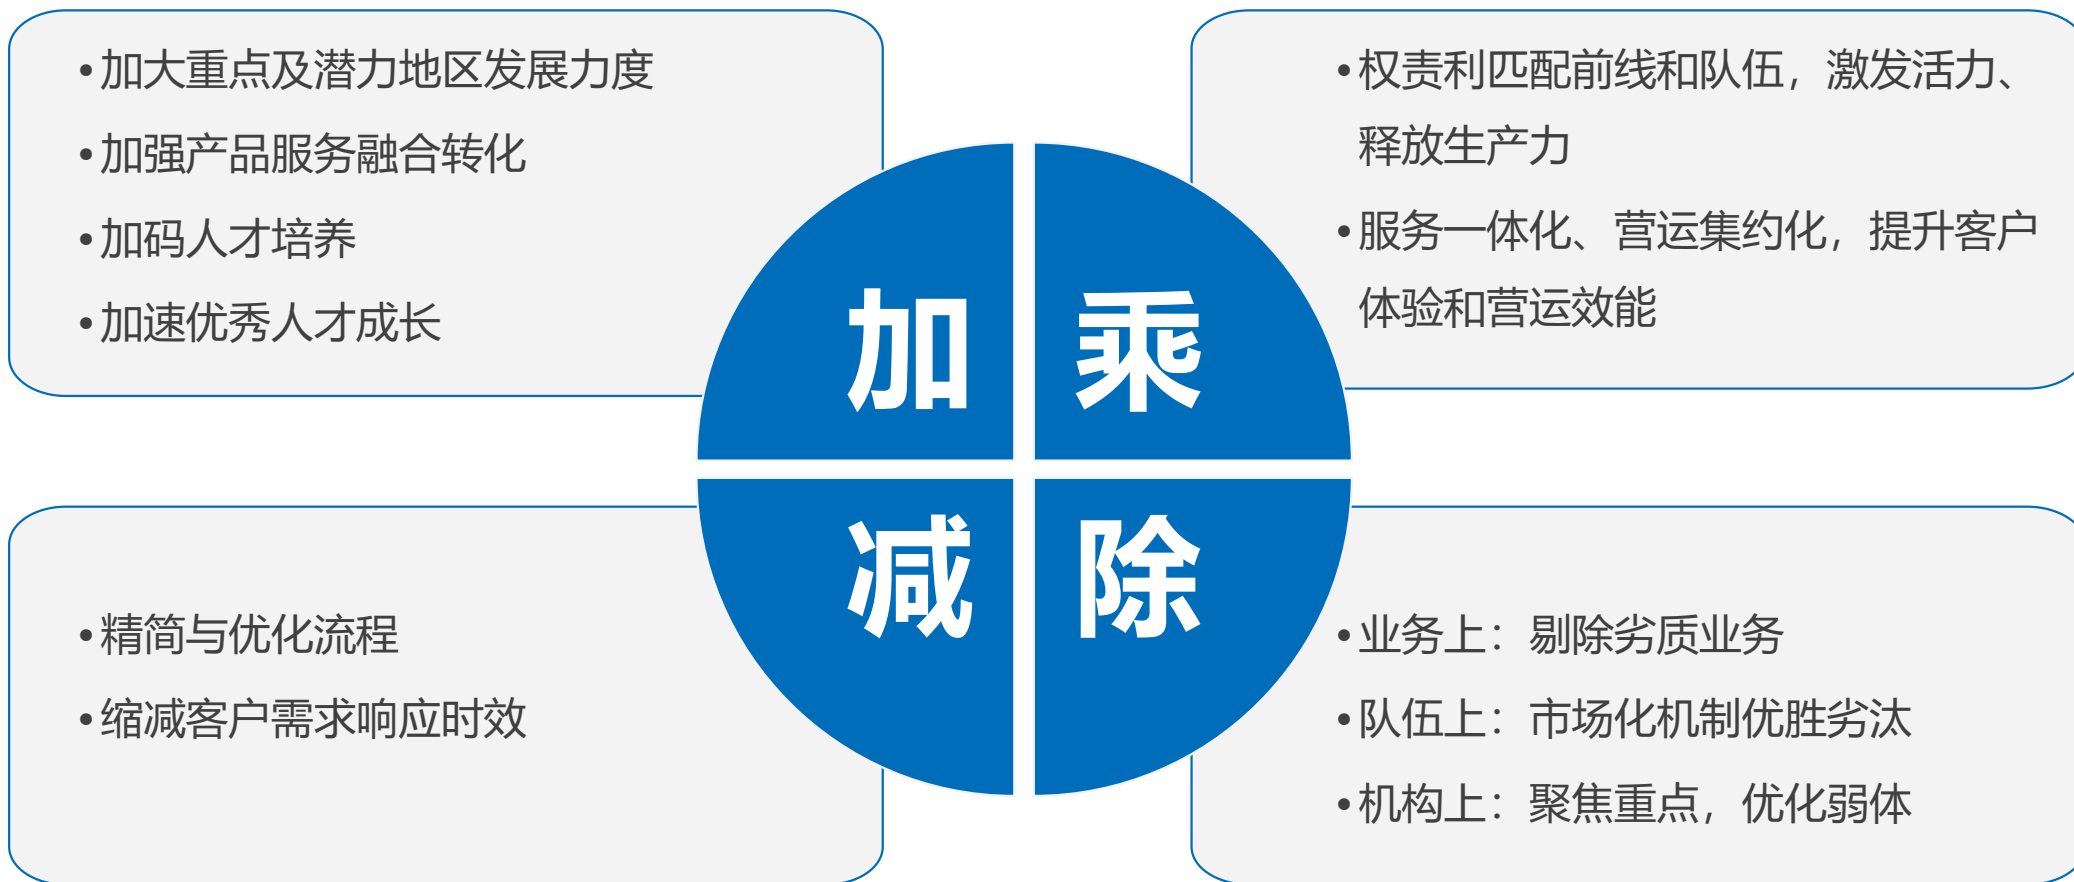 •加大重点及潜力地区发展力度
•加强产品服务融合转化
•加码人才培养
•加速优秀人才成长
•权责利匹配前线和队伍，激发活力、
释放生产力
•服务一体化、营运集约化，提升客户
体验和营运效能
加
乘
减
除
•精简与优化流程
•缩减客户需求响应时效
•业务上：剔除劣质业务
•队伍上：市场化机制优胜劣汰
•机构上：聚焦重点，优化弱体